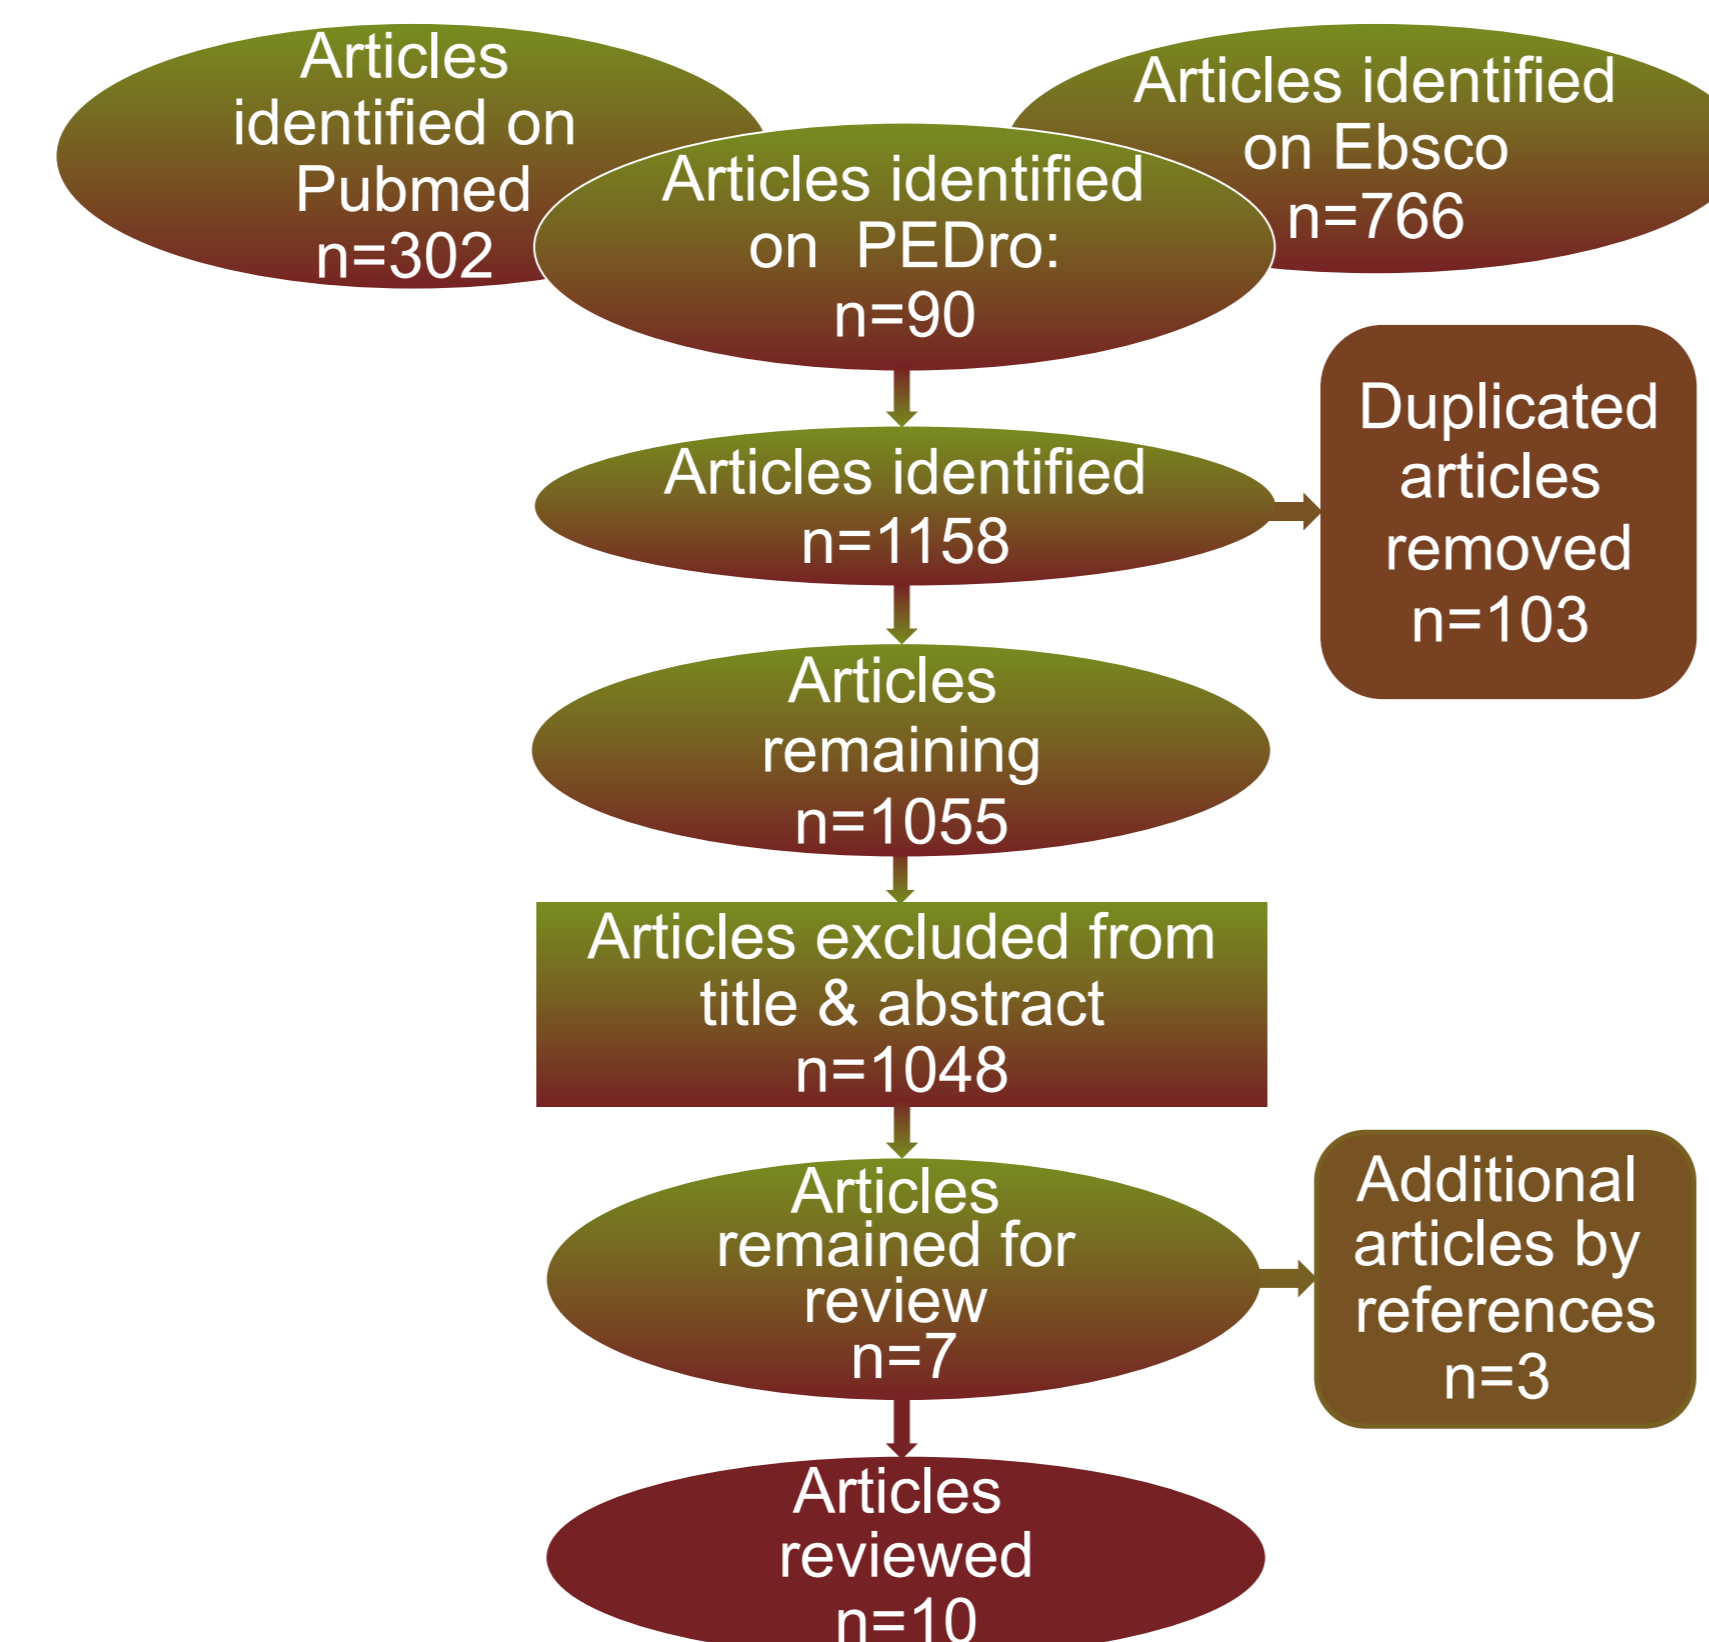 Articles
identified on
Pubmed
n=302
Articles identified
on PEDro:
n=90
Articles identified
on Ebsco
n=766
Articles identified
n=1158
Duplicated
articles
removed
n=103
Articles
remaining
n=1055
Articles excluded from
title & abstract
n=1048
Articles
remained for
review
n=7
Additional
articles by
references
n=3
Articles
reviewed
n=10